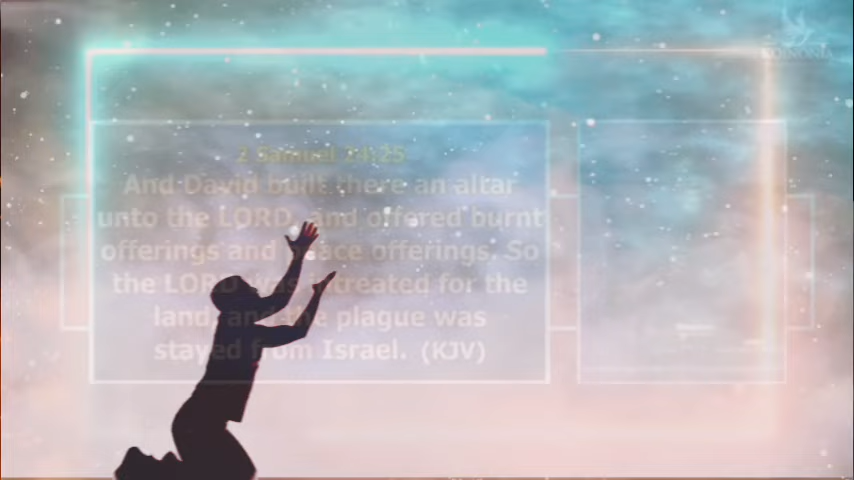 2 Samuel 24:25
And David built there an altar
unto the LORD, and offered burnt
offerings and peace offerings. So
the LORD was intreated for the
land, and the plague was
stayed from Israel. (KJV)